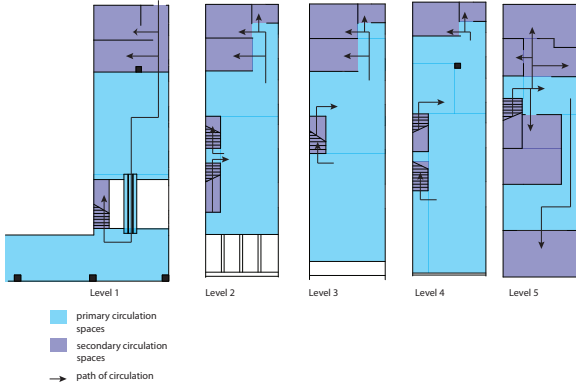 Level 1
Level 2
Level 3
Level 4
Level 5
primary circulation
spaces
secondary circulation
spaces
path of circulation